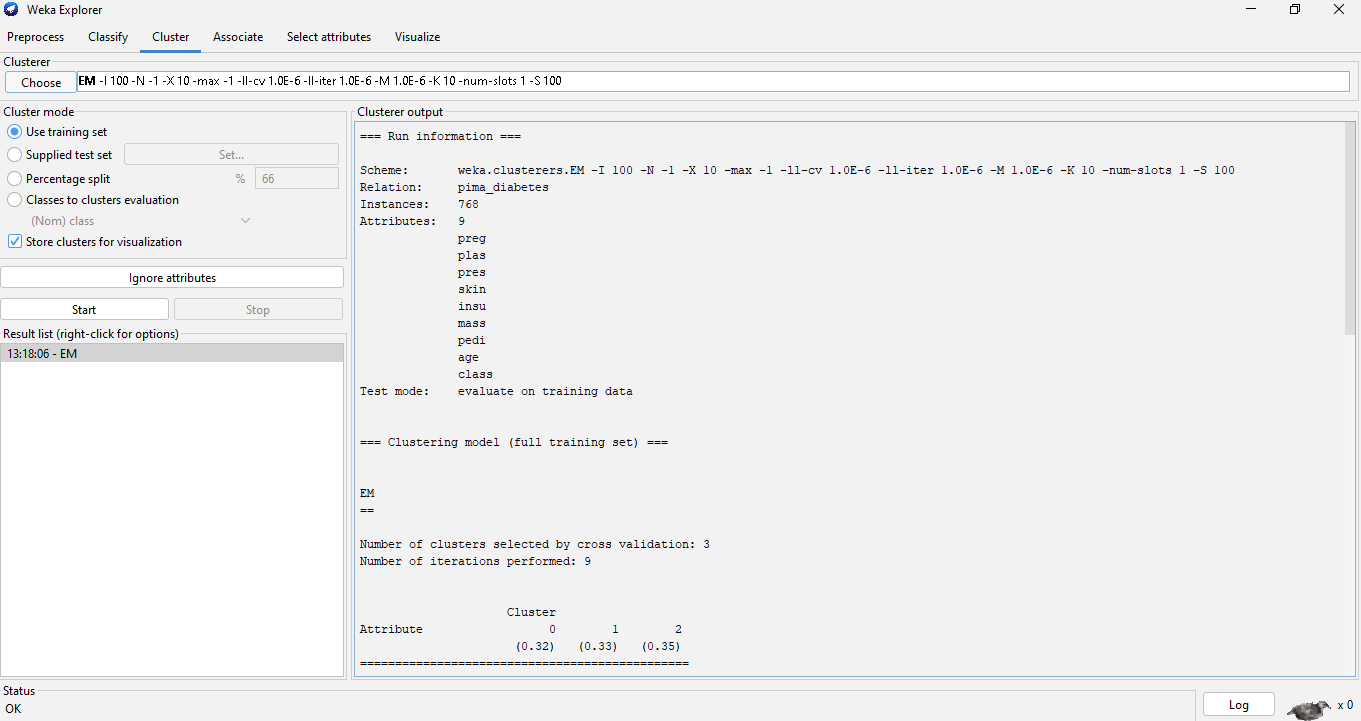 Weka Explorer
Preprocess Classify Cluster Associate Select attributes Visualize
Clusterer
Choose EM -I 100 -N -1 -X 10 -max -1 -ll-cv 1.0E-6 -ll-iter 1.0E-6 -M 1.0E-6 -K 10 -num-slots 1 -S 100
Cluster mode
Use training set
Supplied test set Set...
Percentage split % 66
Classes to clusters evaluation
(Nom) class
Store clusters for visualization
Ignore attributes
Start Stop
Result list (right-click for options)
13:18:06 - EM
Clusterer output
=== Run information ===
Scheme: weka.clusterers.EM -I 100 -N -1 -X 10 -max -1 -ll-cv 1.0E-6 -ll-iter 1.0E-6 -M 1.0E-6 -K 10 -num-slots 1 -S 100
Relation: pima_diabetes
Instances: 768
Attributes: 9
preg
plas
pres
skin
insu
mass
pedi
age
class
Test mode: evaluate on training data
=== Clustering model (full training set) ===
EM
==
Number of clusters selected by cross validation: 3
Number of iterations performed: 9
Cluster
Attribute 0 1 2
(0.32) (0.33) (0.35)
===============================================
Status
OK
Log x 0